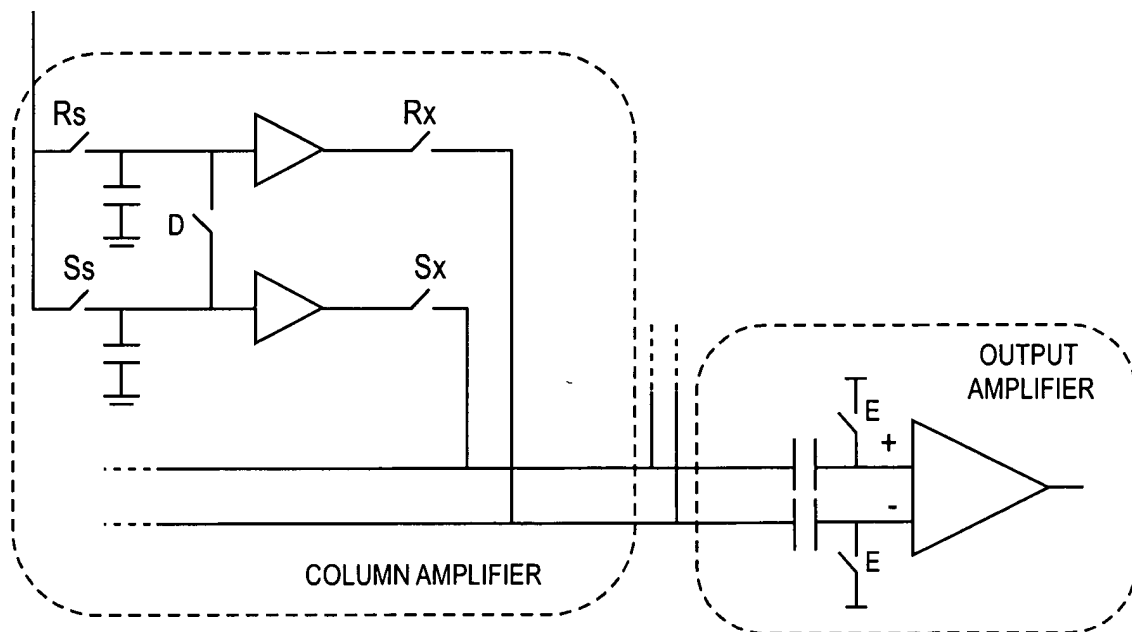 Rs
Rx
D
Ss
Sx
OUTPUT
AMPLIFIER
E
+
-
E
COLUMN AMPLIFIER